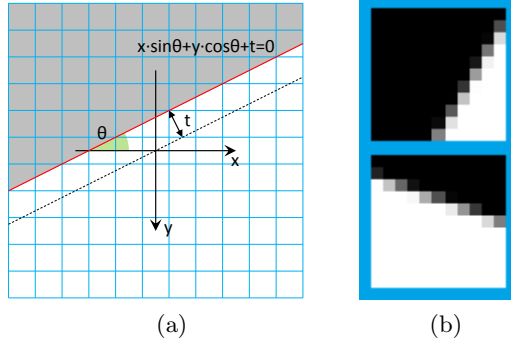 x·sinθ+y·cosθ+t=0
θ
t
x
y
(a)
(b)